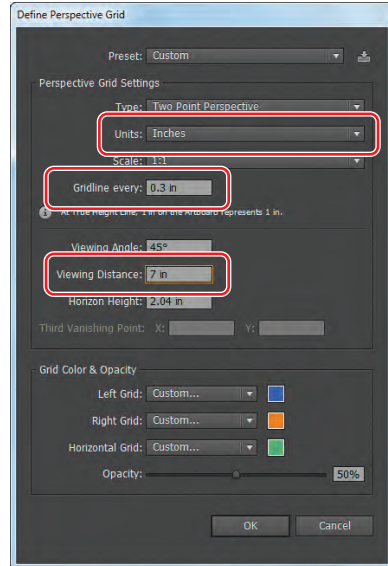 Define Perspective Grid
Preset: Custom
Perspective Grid Settings
Type: Two Point Perspective
Units: Inches
Scale: 1:1
Gridline every: 0.3 in
At True Height Line, 1 in on the Artboard represents 1 in.
Viewing Angle: 45°
Viewing Distance: 7 in
Horizon Height: 2.04 in
Third Vanishing Point: X: Y:
Grid Color & Opacity
Left Grid: Custom...
Right Grid: Custom...
Horizontal Grid: Custom...
Opacity: 50%
OK Cancel